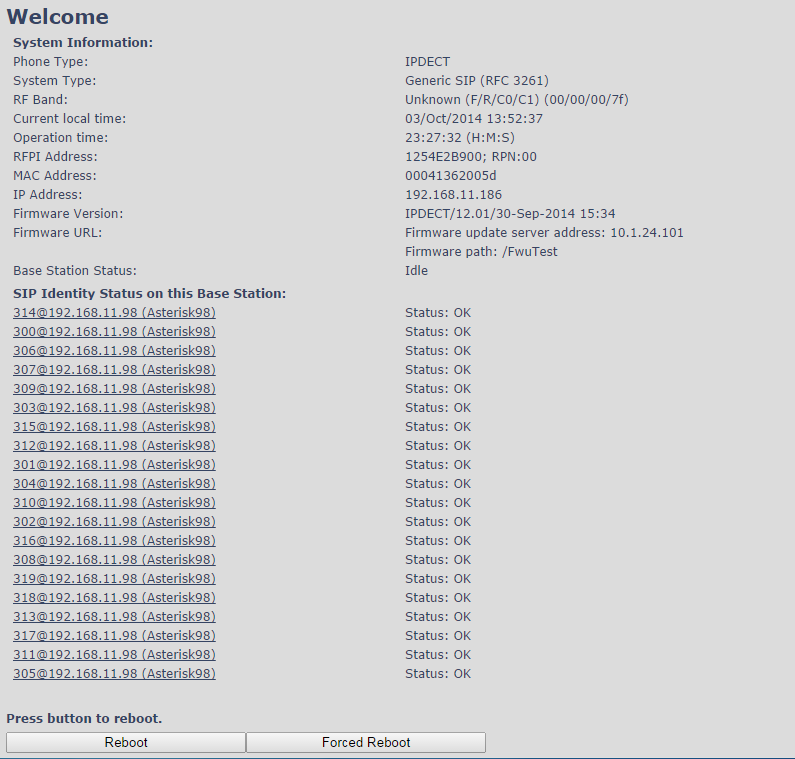 Welcome
System Information:
Phone Type: IPDECT
System Type: Generic SIP (RFC 3261)
RF Band: Unknown (F/R/C0/C1) (00/00/00/7f)
Current local time: 03/Oct/2014 13:52:37
Operation time: 23:27:32 (H:M:S)
RFPI Address: 1254E2B900; RPN:00
MAC Address: 00041362005d
IP Address: 192.168.11.186
Firmware Version: IPDECT/12.01/30-Sep-2014 15:34
Firmware URL: Firmware update server address: 10.1.24.101
Firmware path: /FwuTest
Base Station Status: Idle
SIP Identity Status on this Base Station:
314@192.168.11.98 (Asterisk98) Status: OK
300@192.168.11.98 (Asterisk98) Status: OK
306@192.168.11.98 (Asterisk98) Status: OK
307@192.168.11.98 (Asterisk98) Status: OK
309@192.168.11.98 (Asterisk98) Status: OK
303@192.168.11.98 (Asterisk98) Status: OK
315@192.168.11.98 (Asterisk98) Status: OK
312@192.168.11.98 (Asterisk98) Status: OK
301@192.168.11.98 (Asterisk98) Status: OK
304@192.168.11.98 (Asterisk98) Status: OK
310@192.168.11.98 (Asterisk98) Status: OK
302@192.168.11.98 (Asterisk98) Status: OK
316@192.168.11.98 (Asterisk98) Status: OK
308@192.168.11.98 (Asterisk98) Status: OK
319@192.168.11.98 (Asterisk98) Status: OK
318@192.168.11.98 (Asterisk98) Status: OK
313@192.168.11.98 (Asterisk98) Status: OK
317@192.168.11.98 (Asterisk98) Status: OK
311@192.168.11.98 (Asterisk98) Status: OK
305@192.168.11.98 (Asterisk98) Status: OK
Press button to reboot.
Reboot Forced Reboot